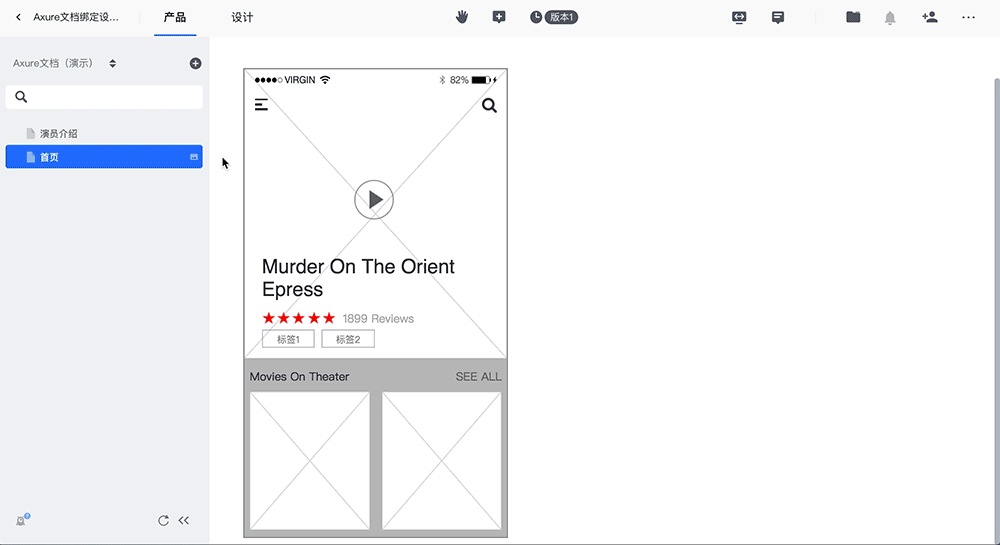 Axure文档绑定设...
产品
设计
版本1
Axure文档（演示）
演员介绍
首页
VIRGIN
82%
Murder On The Orient
Epress
1899 Reviews
标签1
标签2
Movies On Theater
SEE ALL